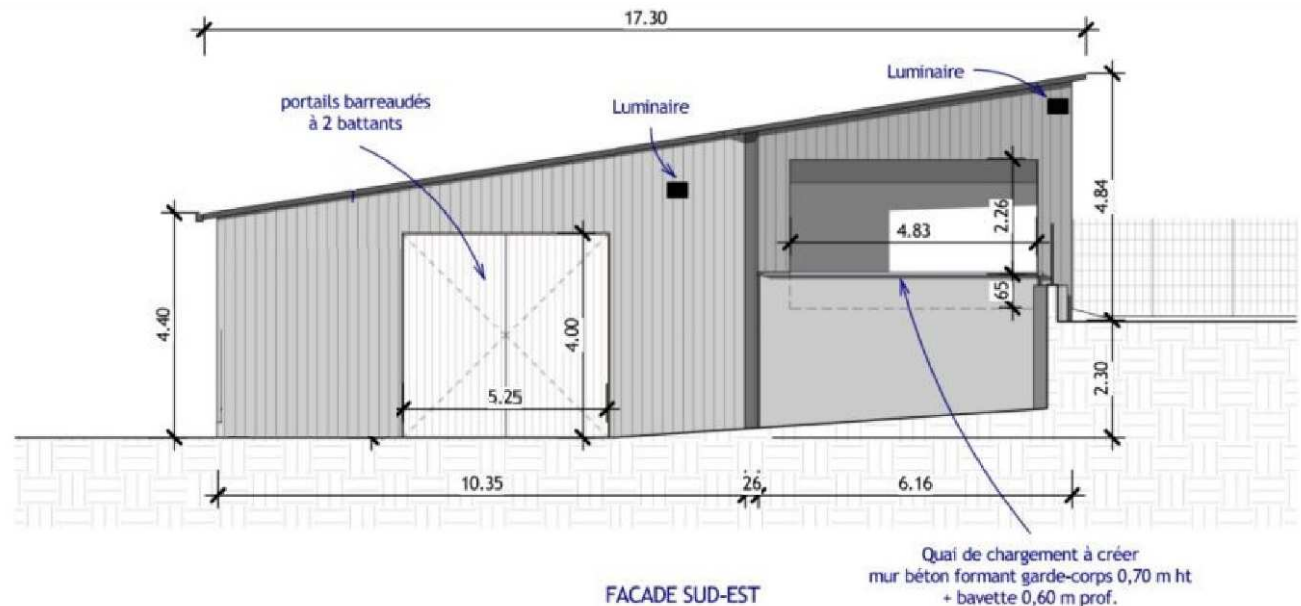 17.30
Luminaire
portails barreaudés
à 2 battants
Luminaire
4.84
2.26
4.83
65
4.40
4.00
5.25
2.30
10.35
26
6.16
Quai de chargement à créer
mur béton formant garde-corps 0,70 m ht
+ bavette 0,60 m prof.
FACADE SUD-EST